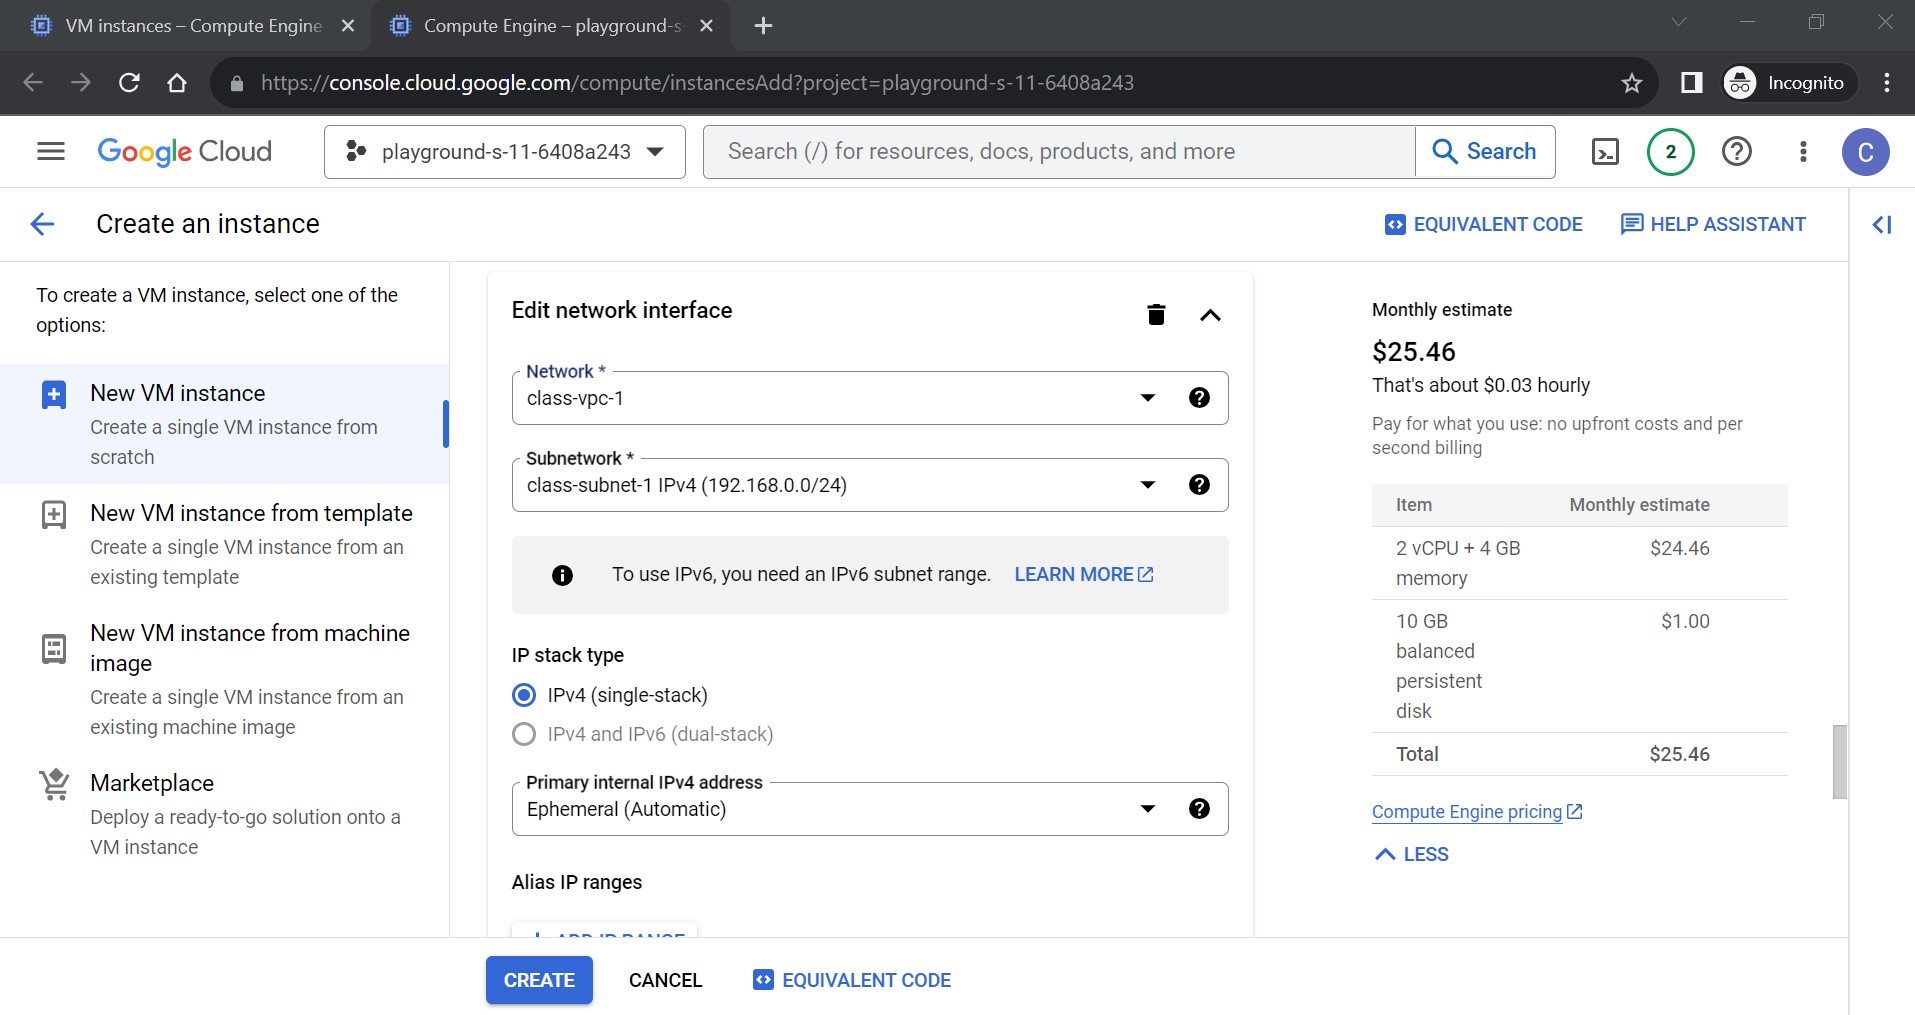 VM instances – Compute Engine
Compute Engine – playground-s-
https://console.cloud.google.com/compute/instancesAdd?project=playground-s-11-6408a243
Incognito
Google Cloud
playground-s-11-6408a243
Search (/) for resources, docs, products, and more
Search
2
C
Create an instance
EQUIVALENT CODE
HELP ASSISTANT
To create a VM instance, select one of the
options:
New VM instance
Create a single VM instance from
scratch
New VM instance from template
Create a single VM instance from an
existing template
New VM instance from machine
image
Create a single VM instance from an
existing machine image
Marketplace
Deploy a ready-to-go solution onto a
VM instance
Edit network interface
Network *
class-vpc-1
Subnetwork *
class-subnet-1 IPv4 (192.168.0.0/24)
To use IPv6, you need an IPv6 subnet range. LEARN MORE
IP stack type
IPv4 (single-stack)
IPv4 and IPv6 (dual-stack)
Primary internal IPv4 address
Ephemeral (Automatic)
Alias IP ranges
ADD IP RANGE
Monthly estimate
$25.46
That's about $0.03 hourly
Pay for what you use: no upfront costs and per
second billing
Item Monthly estimate
2 vCPU + 4 GB $24.46
memory
10 GB $1.00
balanced
persistent
disk
Total $25.46
Compute Engine pricing
LESS
CREATE
CANCEL
EQUIVALENT CODE